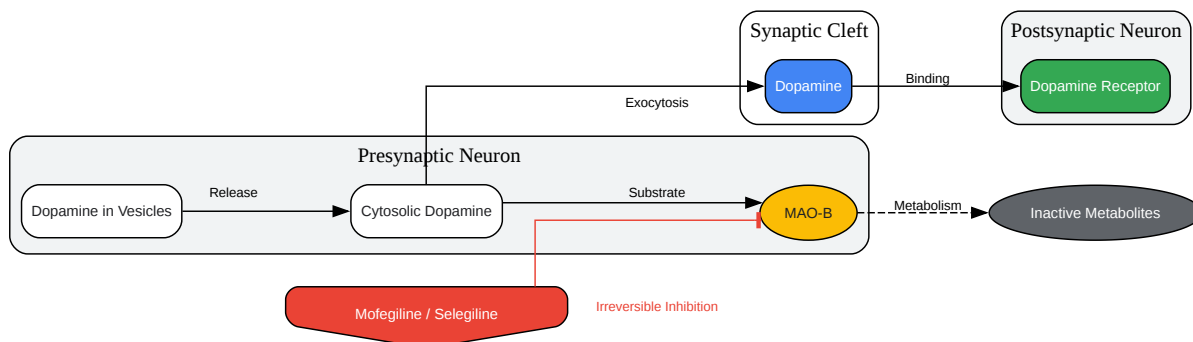 Synaptic Cleft
Postsynaptic Neuron
Dopamine
Binding
Dopamine Receptor
Exocytosis
Presynaptic Neuron
Dopamine in Vesicles
Release
Cytosolic Dopamine
Substrate
MAO-B
Metabolism
Inactive Metabolites
Mofegiline / Selegiline
Irreversible Inhibition